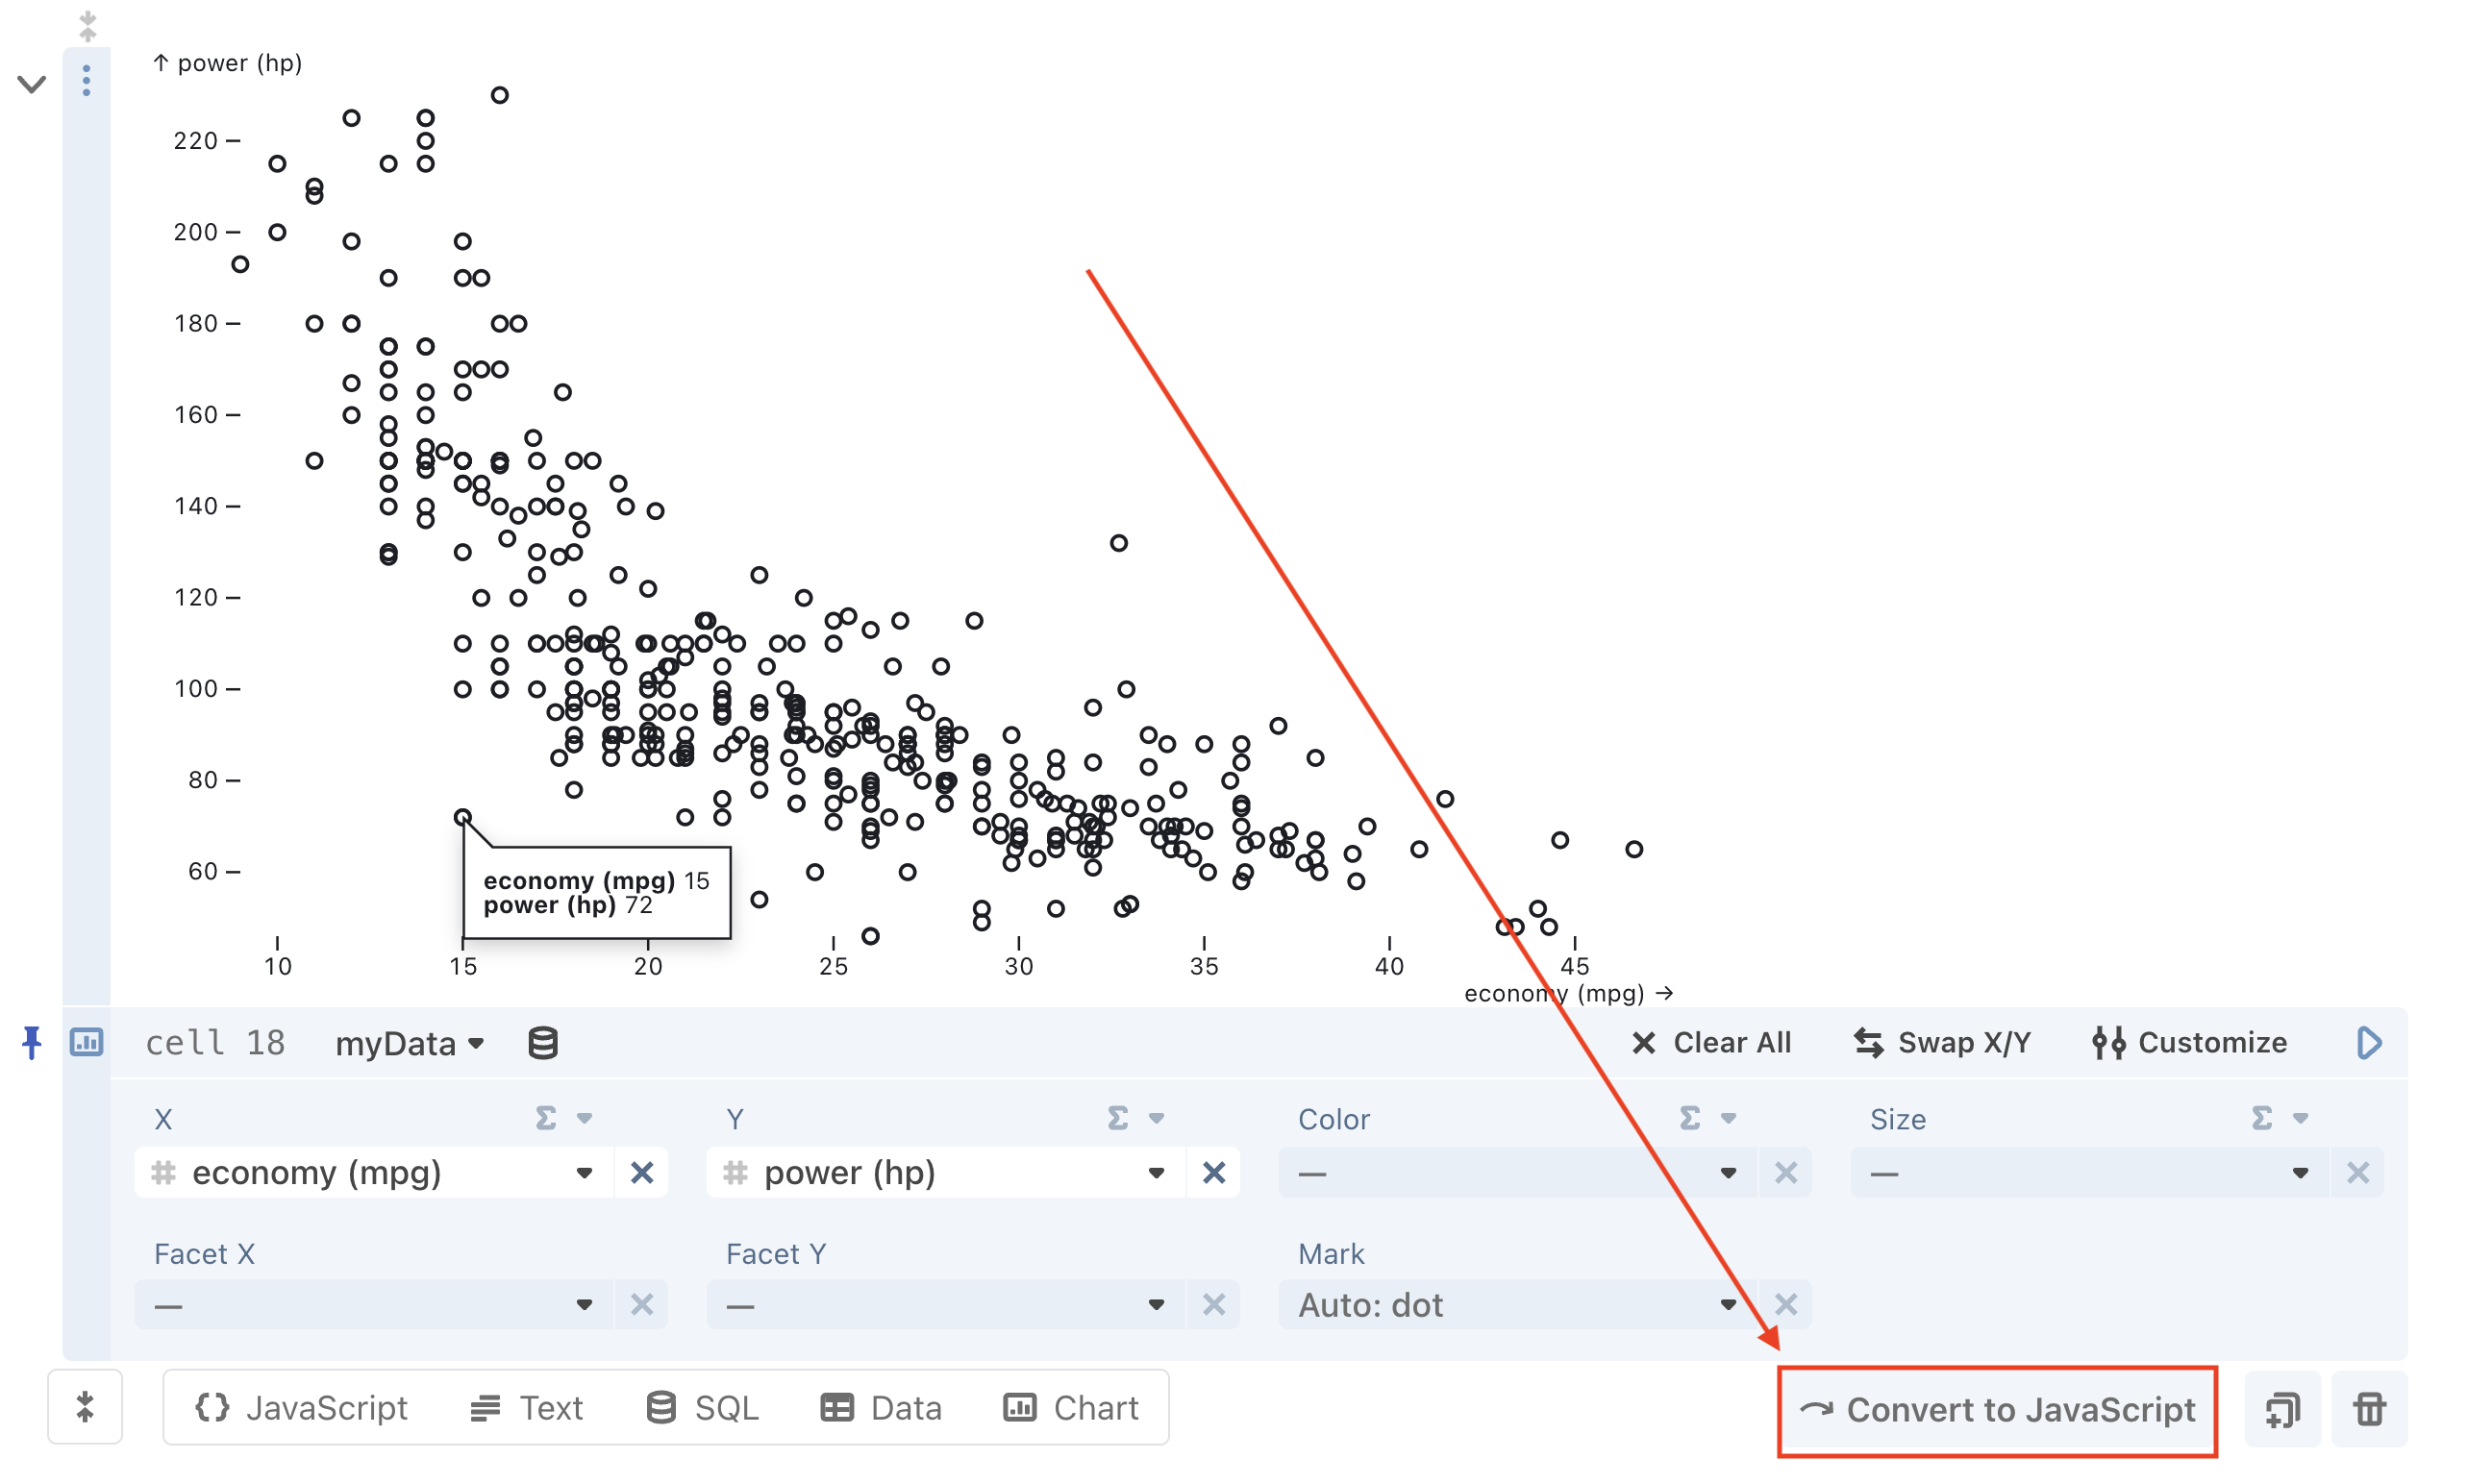 ↑ power (hp)
220
200
180
160
140
120
100
80
60
economy (mpg) 15
power (hp) 72
10 15 20 25 30 35 40 45
economy (mpg) →
cell 18 myData Clear All Swap X/Y Customize
X Σ Y Σ Color Σ Size Σ
# economy (mpg) # power (hp) — —
Facet X Facet Y Mark
— — Auto: dot
{} JavaScript Text SQL Data Chart Convert to JavaScript